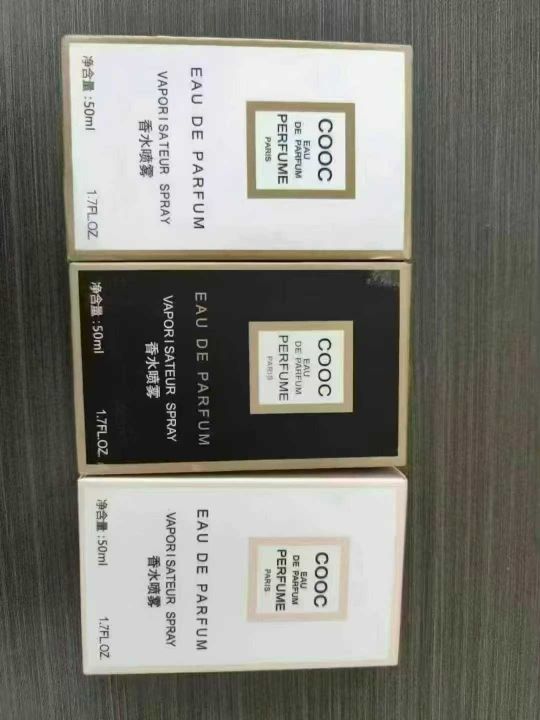 COOC
EAU
DE PARFUM
PERFUME
PARIS
EAU DE PARFUM
VAPORISATEUR SPRAY
香水喷雾
净含量:50ml
1.7FL.OZ.
COOC
EAU
DE PARFUM
PERFUME
PARIS
EAU DE PARFUM
VAPORISATEUR SPRAY
香水喷雾
净含量:50ml
1.7FL.OZ.
COOC
EAU
DE PARFUM
PERFUME
PARIS
EAU DE PARFUM
VAPORISATEUR SPRAY
香水喷雾
净含量:50ml
1.7FL.OZ.